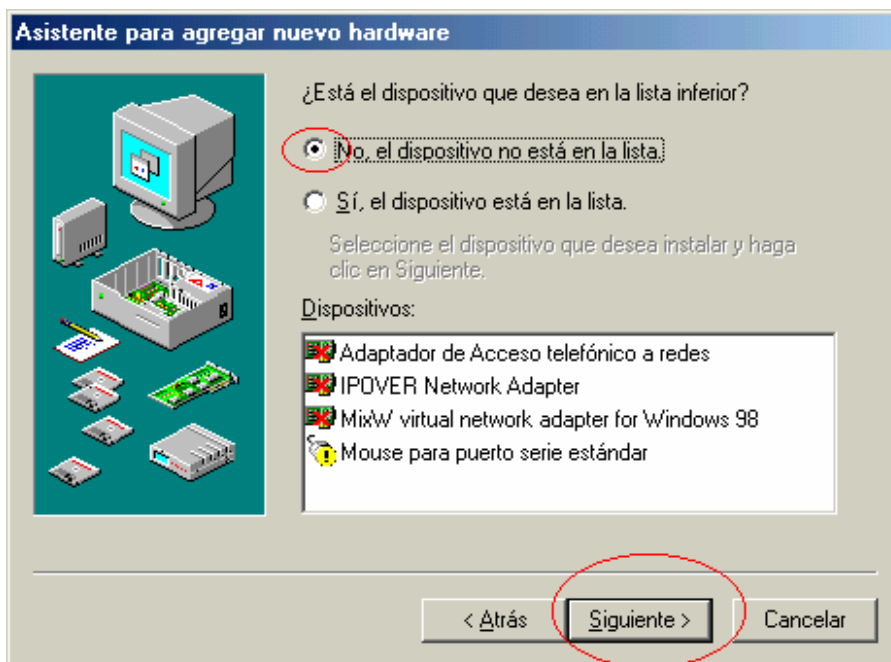 Asistente para agregar nuevo hardware
¿Está el dispositivo que desea en la lista inferior?
No, el dispositivo no está en la lista.
Sí, el dispositivo está en la lista.
Seleccione el dispositivo que desea instalar y haga
clic en Siguiente.
Dispositivos:
Adaptador de Acceso telefónico a redes
IPOVER Network Adapter
MixW virtual network adapter for Windows 98
Mouse para puerto serie estándar
< Atrás
Siguiente >
Cancelar